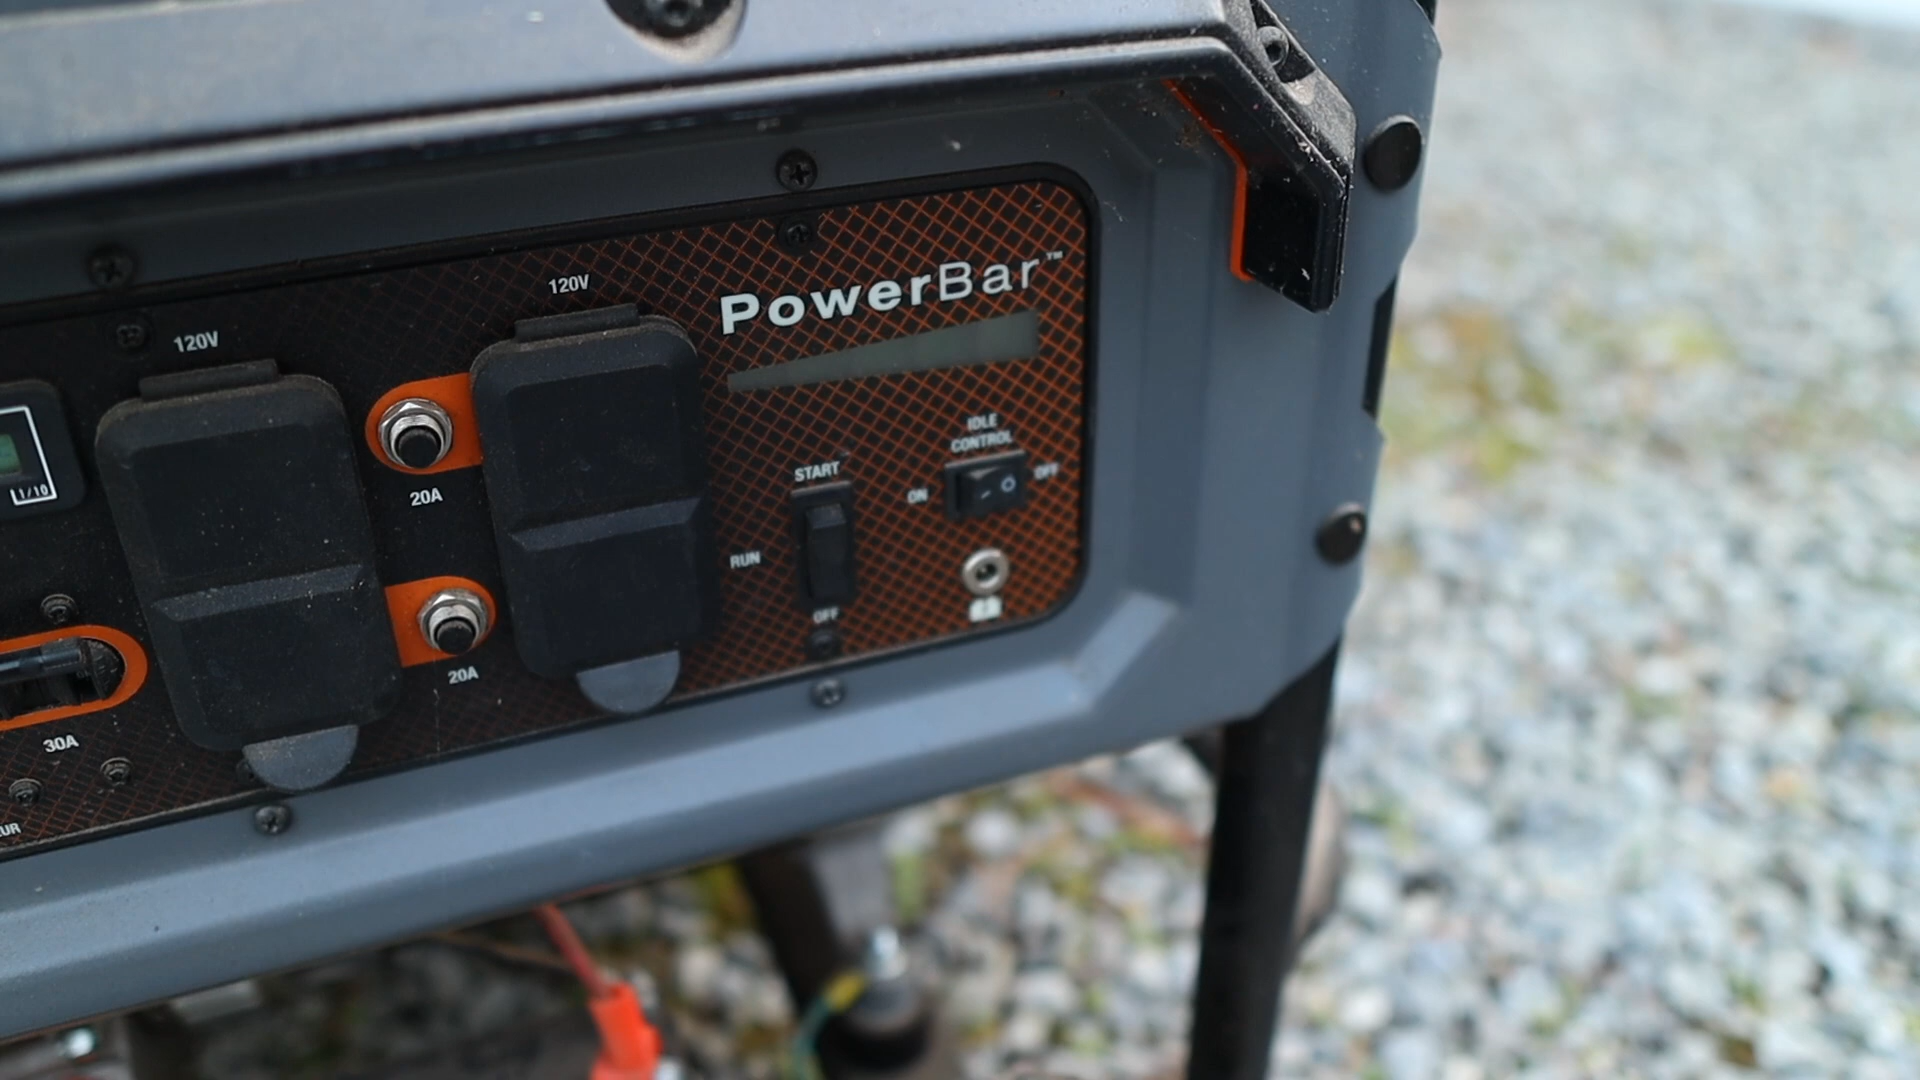 PowerBar™
120V
120V
1/10
20A
20A
30A
IDLE
CONTROL
ON
OFF
START
RUN
OFF